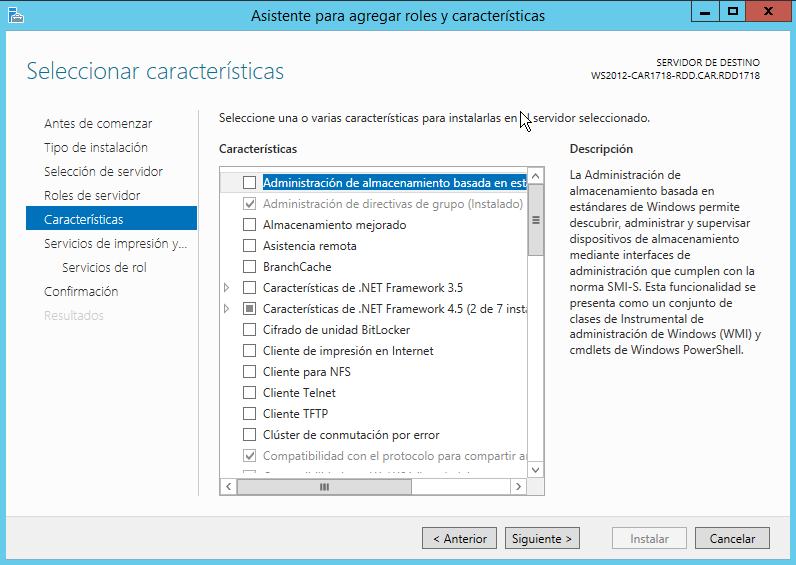 Asistente para agregar roles y características
Seleccionar características
SERVIDOR DE DESTINO
WS2012-CAR1718-RDD.CAR.RDD1718
Antes de comenzar
Tipo de instalación
Selección de servidor
Roles de servidor
Características
Servicios de impresión y...
Servicios de rol
Confirmación
Resultados
Seleccione una o varias características para instalarlas en el servidor seleccionado.
Características
Administración de almacenamiento basada en est
Administración de directivas de grupo (Instalado)
Almacenamiento mejorado
Asistencia remota
BranchCache
Características de .NET Framework 3.5
Características de .NET Framework 4.5 (2 de 7 insta
Cifrado de unidad BitLocker
Cliente de impresión en Internet
Cliente para NFS
Cliente Telnet
Cliente TFTP
Clúster de conmutación por error
Compatibilidad con el protocolo para compartir a
Descripción
La Administración de
almacenamiento basada en
estándares de Windows permite
descubrir, administrar y supervisar
dispositivos de almacenamiento
mediante interfaces de
administración que cumplen con la
norma SMI-S. Esta funcionalidad se
presenta como un conjunto de
clases de Instrumental de
administración de Windows (WMI) y
cmdlets de Windows PowerShell.
< Anterior
Siguiente >
Instalar
Cancelar